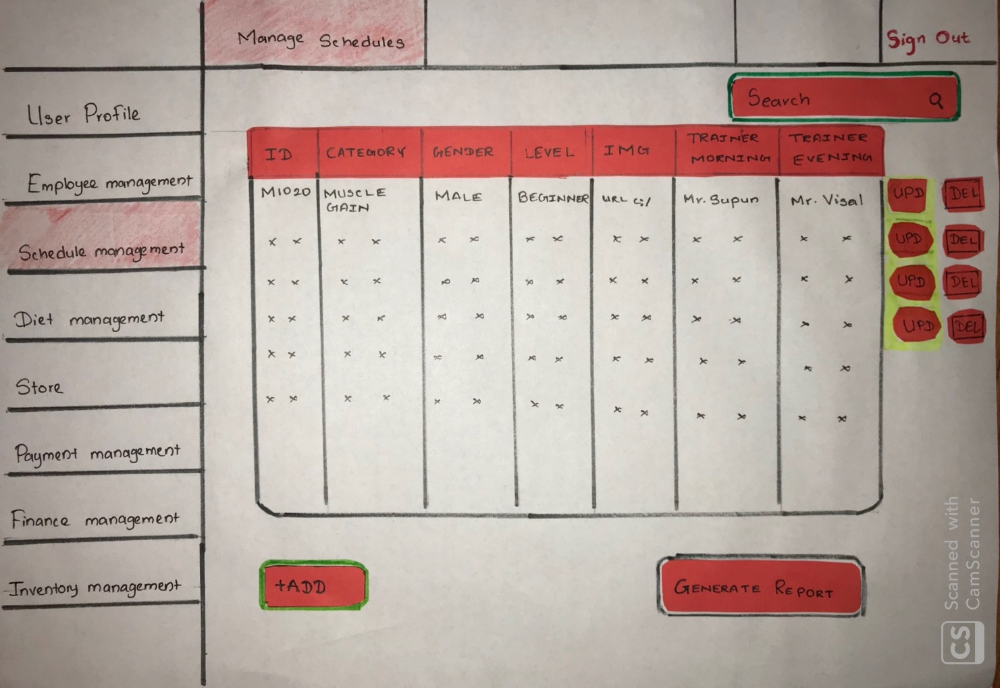 Manage Schedules
Sign Out
Search
User Profile
Employee management
Schedule management
Diet management
Store
Payment management
Finance management
Inventory management
ID CATEGORY GENDER LEVEL IMG TRAINER MORNING TRAINER EVENING
M1020 MUSCLE GAIN MALE BEGINNER URL C:/ Mr. Supun Mr. Visal UPD DEL
x x x x x x x x x x x x x x UPD DEL
x x x x x x x x x x x x x x UPD DEL
x x x x x x x x x x x x x x UPD DEL
x x x x x x x x x x x x x x
x x x x x x x x x x x x x x
+ADD
GENERATE REPORT
Scanned with
CamScanner
CS